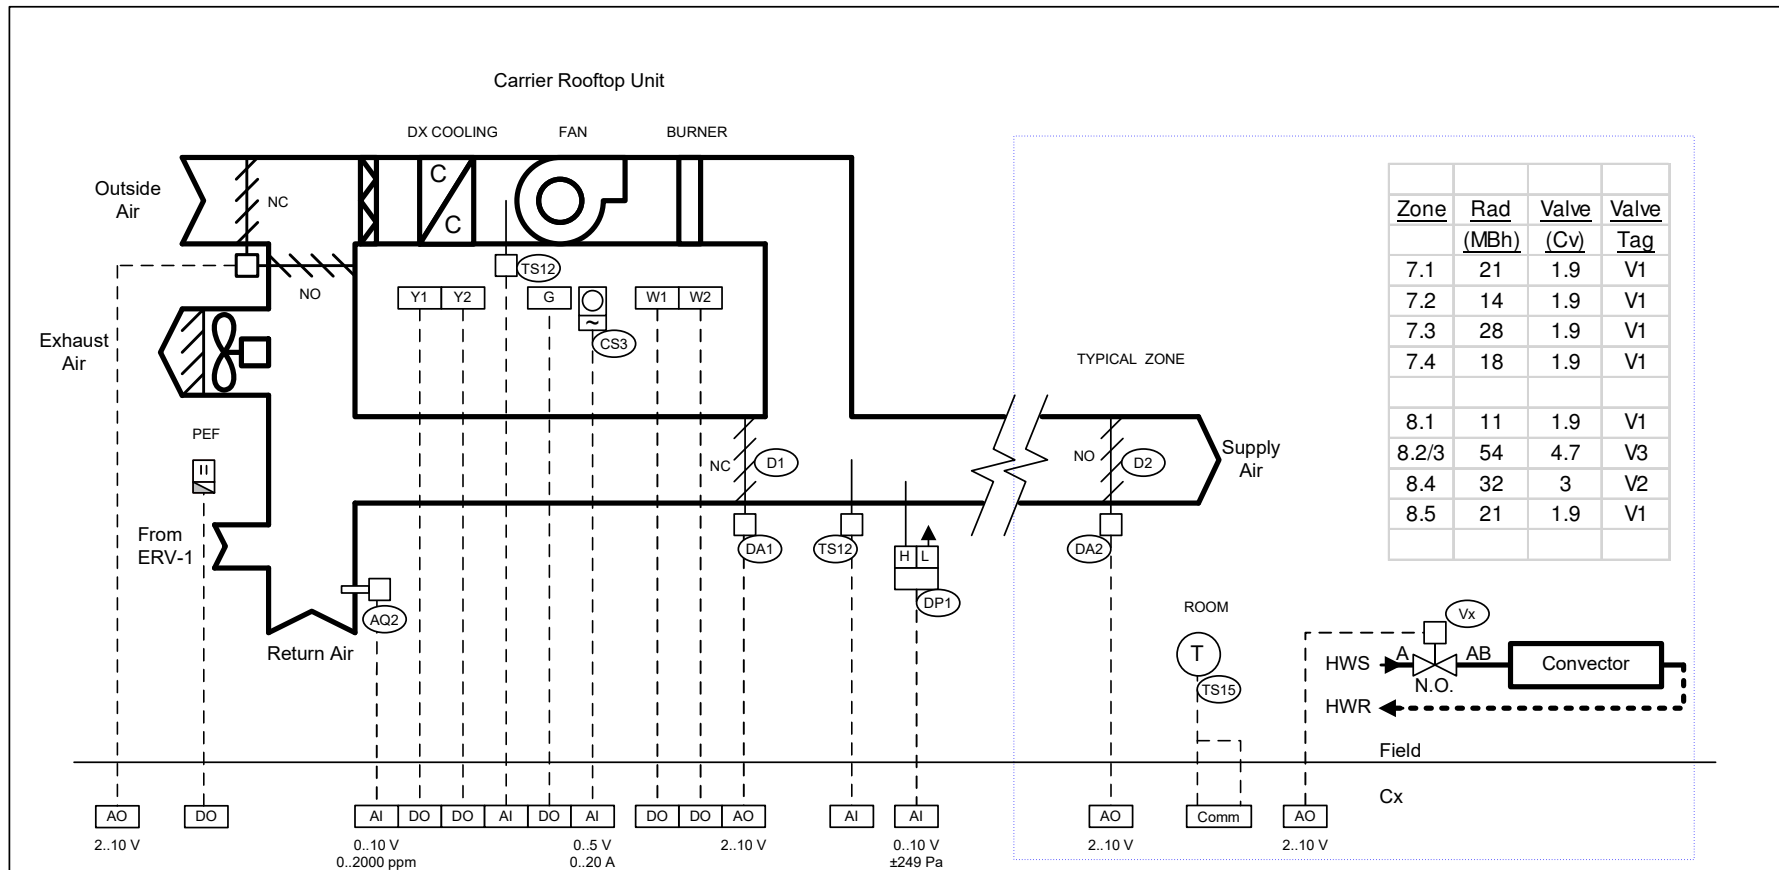 Carrier Rooftop Unit
DX COOLING FAN BURNER
Outside
Air
NC
C
C
TS12
NO
Y1 Y2 G W1 W2
~
CS3
Exhaust
Air
TYPICAL ZONE
PEF
NC
D1
NO
D2
Supply
Air
From
ERV-1
DA1
TS12
H L
DP1
DA2
AQ2
Return Air
ROOM
T
TS15
Zone Rad Valve Valve
(MBh) (Cv) Tag
7.1 21 1.9 V1
7.2 14 1.9 V1
7.3 28 1.9 V1
7.4 18 1.9 V1
8.1 11 1.9 V1
8.2/3 54 4.7 V3
8.4 32 3 V2
8.5 21 1.9 V1
Vx
HWS A AB Convector
N.O.
HWR
Field
Cx
AO DO AI DO DO AI DO AI DO DO AO AI AI AO Comm AO
2..10 V 0..10 V 0..5 V 2..10 V 0..10 V 2..10 V 2..10 V
0..2000 ppm 0..20 A ±249 Pa